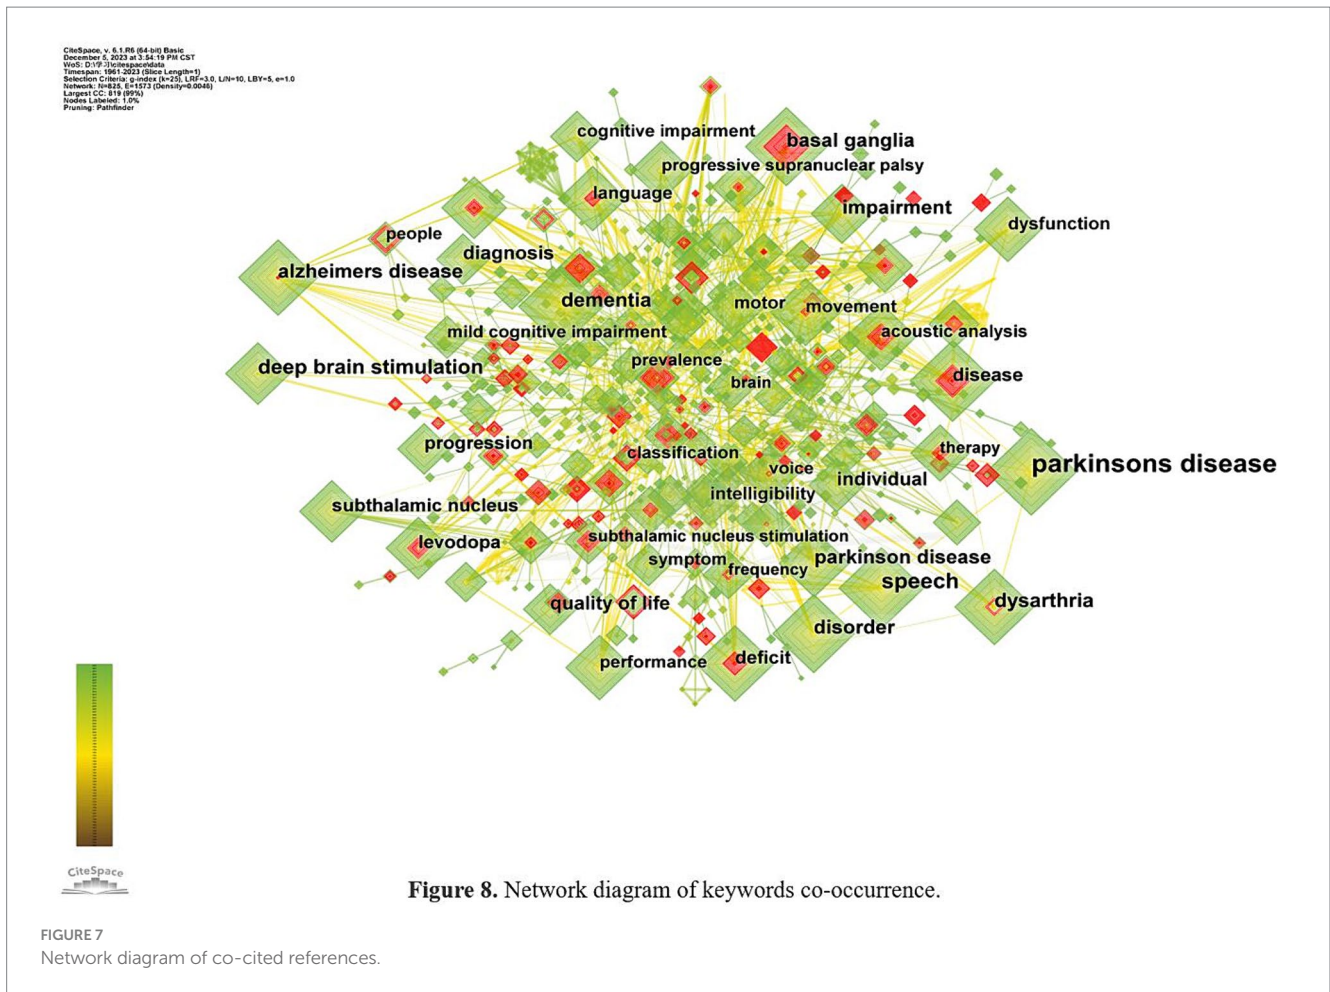 CiteSpace, v. 6.1.R6 (64-bit) Basic
December 5, 2023 at 3:54:19 PM CST
WoS: D:\学习\citespace\data
Timespan: 1961-2023 (Slice Length=1)
Selection Criteria: g-index (k=25), LRF=3.0, L/N=10, LBY=5, e=1.0
Network: N=825, E=1573 (Density=0.0046)
Largest CC: 819 (99%)
Nodes Labeled: 1.0%
Pruning: Pathfinder
cognitive impairment
basal ganglia
progressive supranuclear palsy
language
impairment
dysfunction
people
diagnosis
alzheimers disease
dementia
motor
movement
mild cognitive impairment
acoustic analysis
prevalence
deep brain stimulation
brain
disease
progression
classification
therapy
parkinsons disease
voice
individual
intelligibility
subthalamic nucleus
levodopa
subthalamic nucleus stimulation
symptom
frequency
parkinson disease
speech
quality of life
dysarthria
disorder
performance
deficit
CiteSpace
Figure 8. Network diagram of keywords co-occurrence.
FIGURE 7
Network diagram of co-cited references.